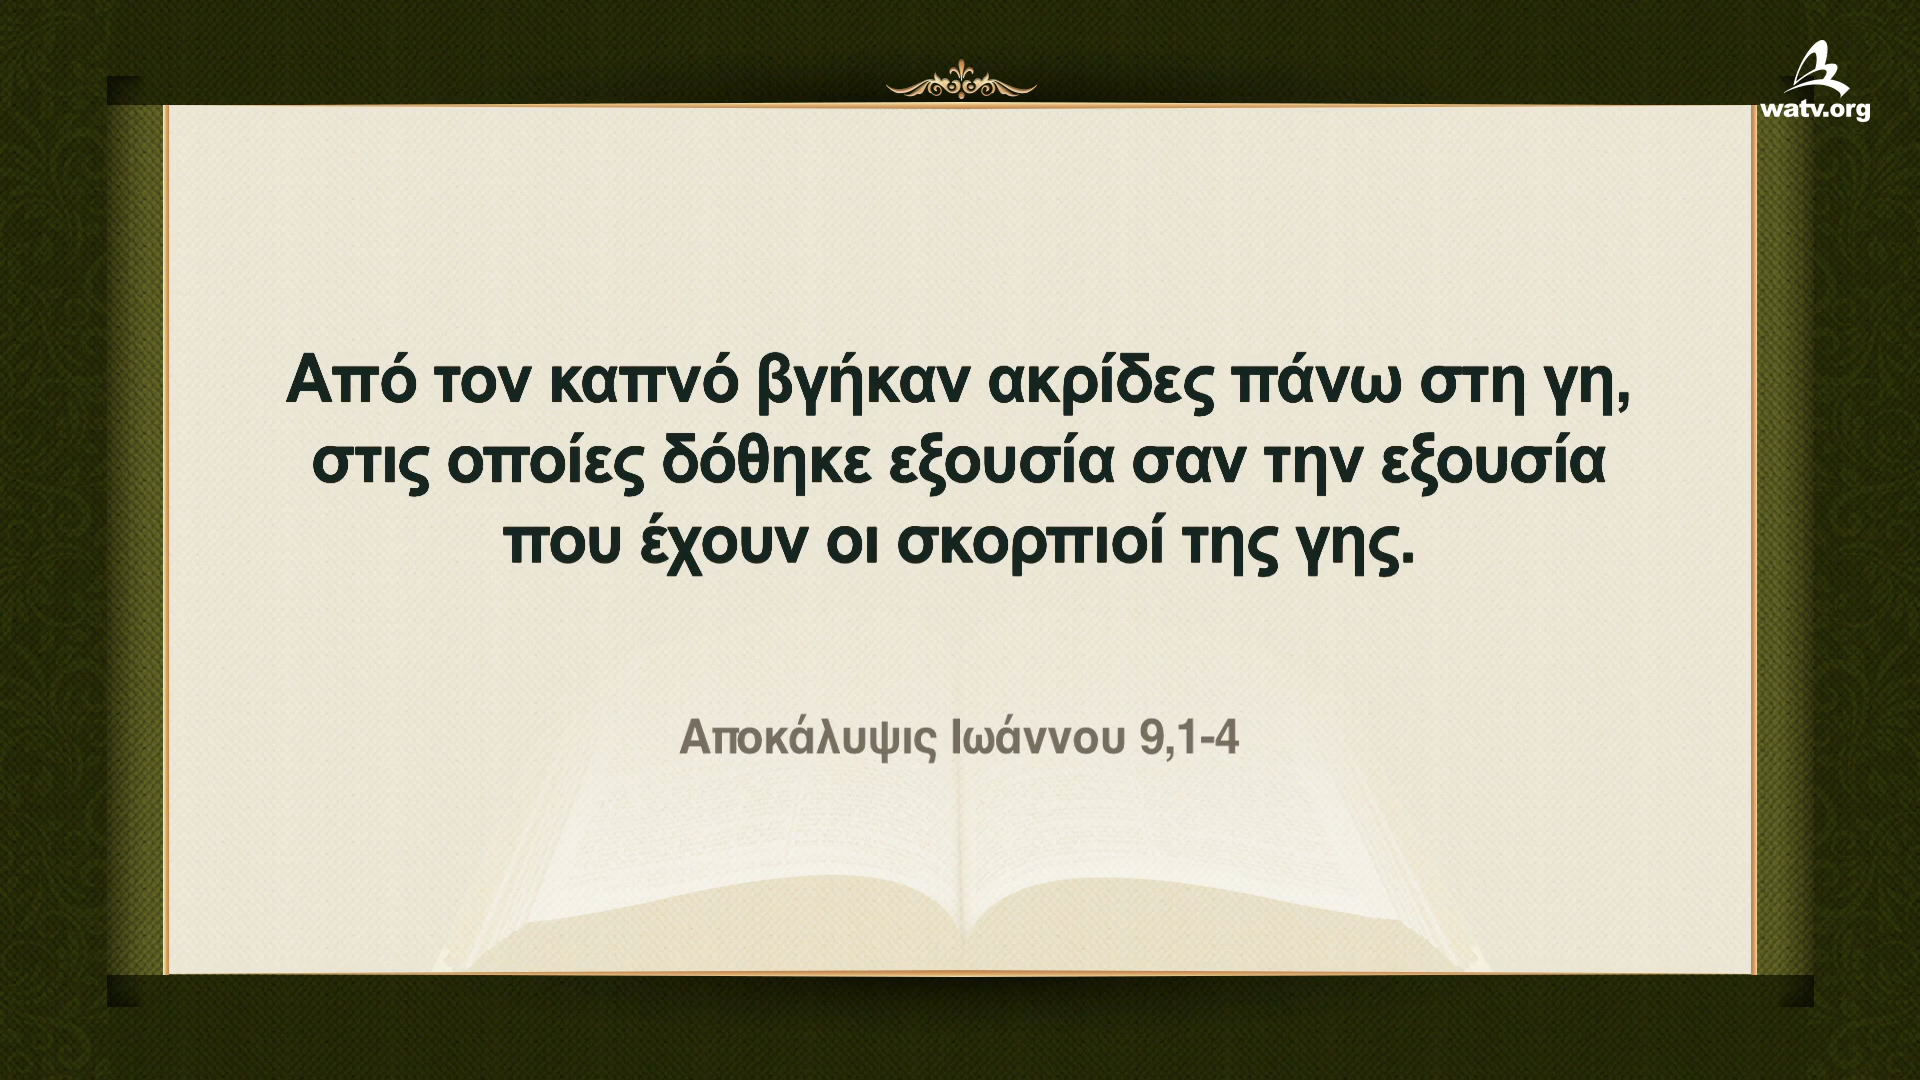 watv.org
Από τον καπνό βγήκαν ακρίδες πάνω στη γη,
στις οποίες δόθηκε εξουσία σαν την εξουσία
που έχουν οι σκορπιοί της γης.
Αποκάλυψις Ιωάννου 9,1-4